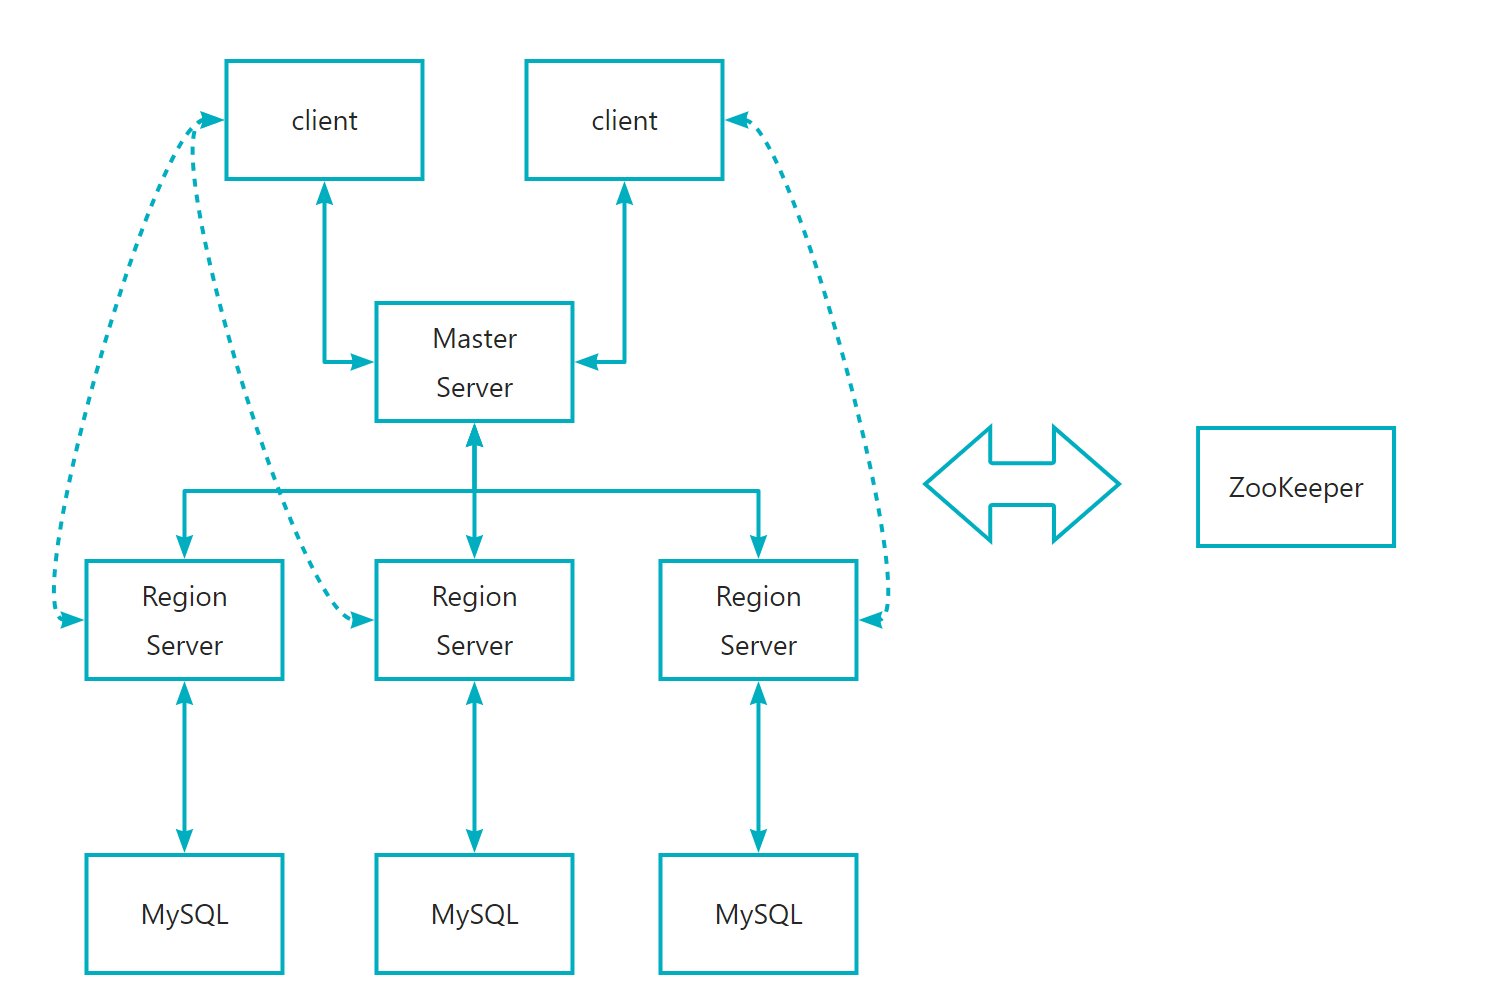 client
client
Master
Server
ZooKeeper
Region
Server
Region
Server
Region
Server
MySQL
MySQL
MySQL